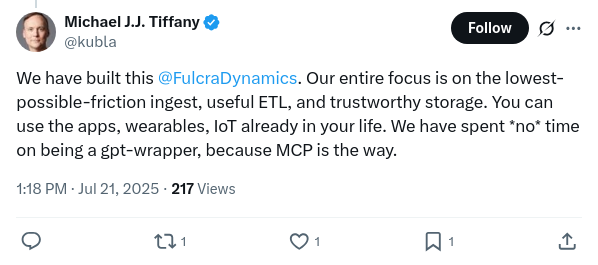 Michael J.J. Tiffany
@kubla
Follow
We have built this @FulcraDynamics. Our entire focus is on the lowest-
possible-friction ingest, useful ETL, and trustworthy storage. You can
use the apps, wearables, IoT already in your life. We have spent *no* time
on being a gpt-wrapper, because MCP is the way.
1:18 PM · Jul 21, 2025 · 217 Views
1 1 1